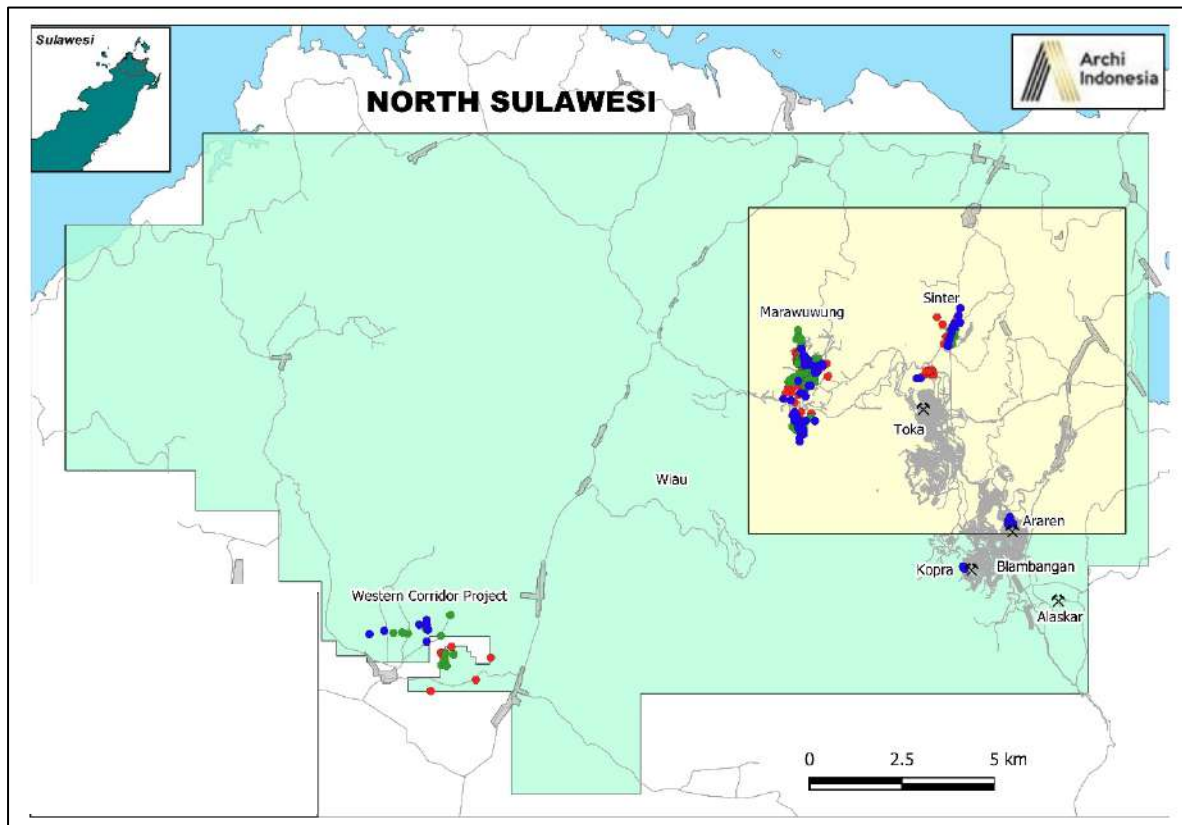 Sulawesi
Archi
Indonesia
NORTH SULAWESI
Sinter
Marawuwung
Toka
Wiau
Araren
Kopra
Blambangan
Western Corridor Project
Alaskar
0 2.5 5 km